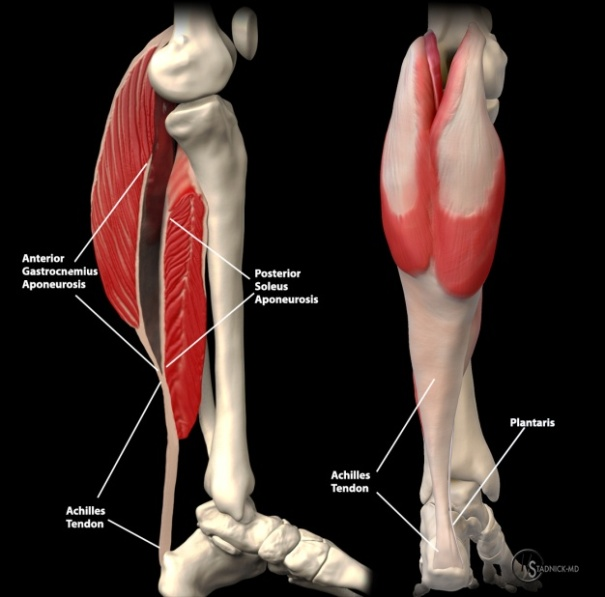 Anterior
Gastrocnemius
Aponeurosis
Posterior
Soleus
Aponeurosis
Plantaris
Achilles
Tendon
Achilles
Tendon
STADNICK-MD